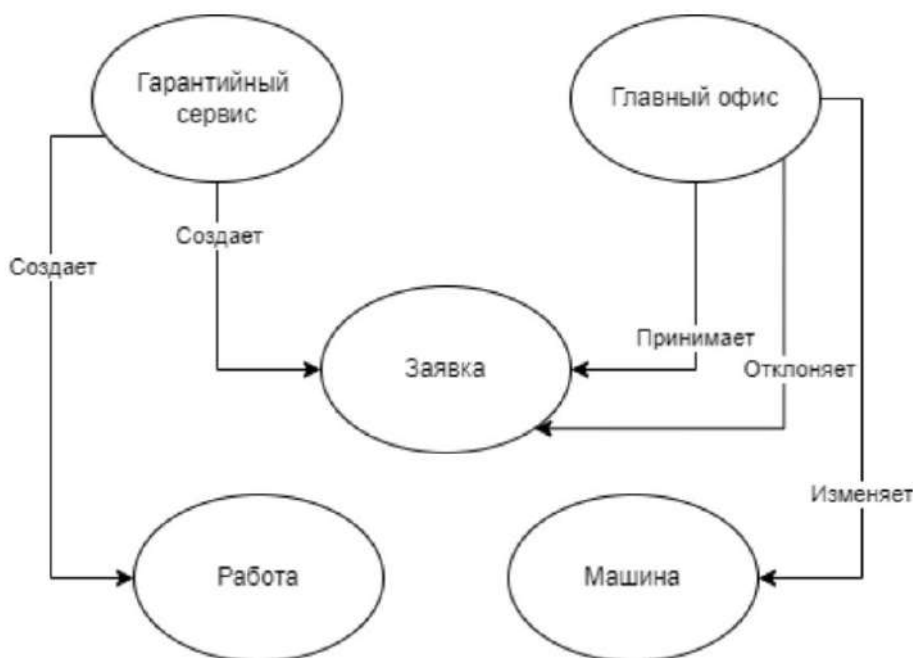 Гарантийный
сервис
Главный офис
Создает
Создает
Принимает
Заявка
Отклоняет
Изменяет
Работа
Машина